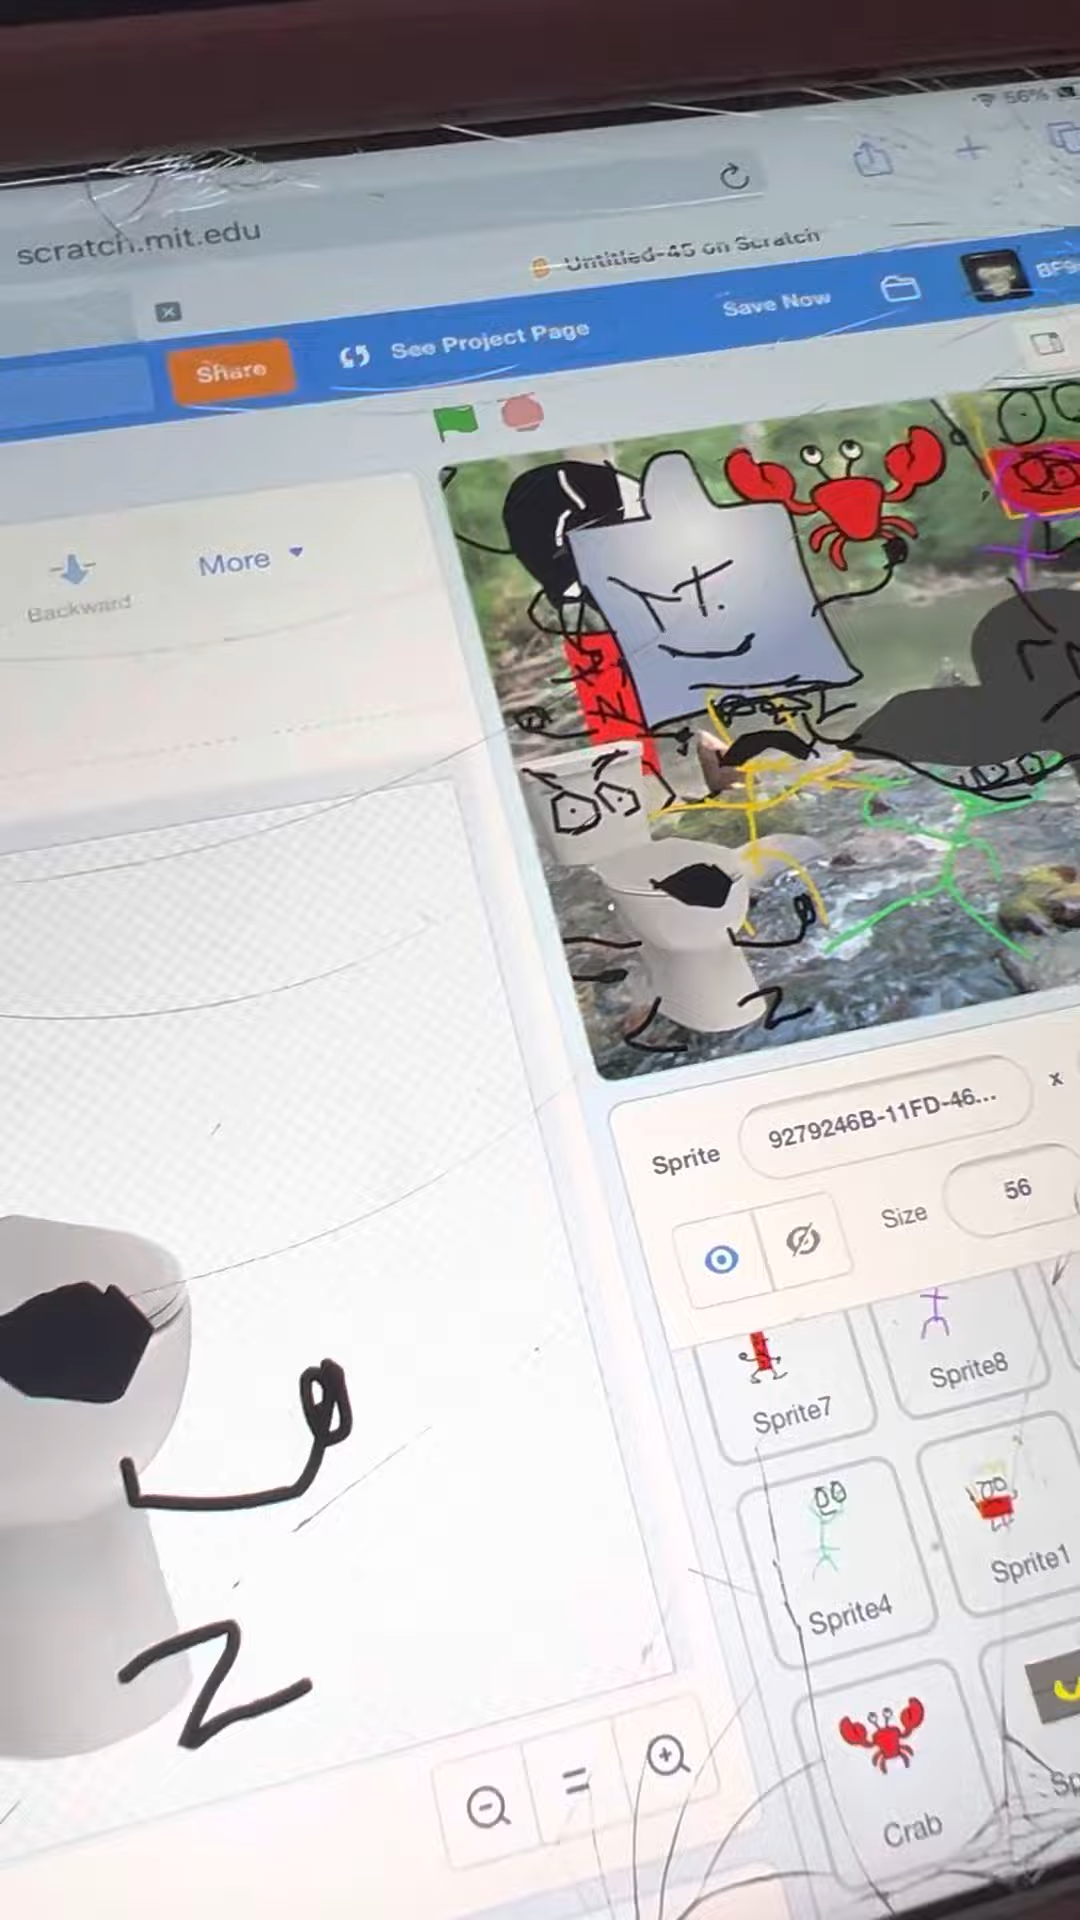 56%
scratch.mit.edu
Untitled-45 on Scratch
Share
See Project Page
Save Now
Backward
More
Sprite
9279246B-11FD-46...
x
Size
56
Sprite7
Sprite8
Sprite4
Sprite1
Crab